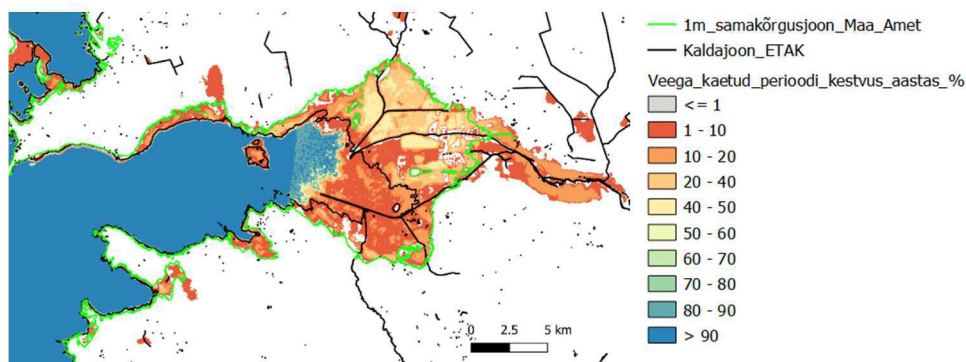 1m_samakõrgusjoon_Maa_Amet
Kaldajoon_ETAK
Veega_kaetud_perioodi_kestvus_aastas_%
<= 1
1 - 10
10 - 20
20 - 40
40 - 50
50 - 60
60 - 70
70 - 80
80 - 90
> 90
0 2.5 5 km